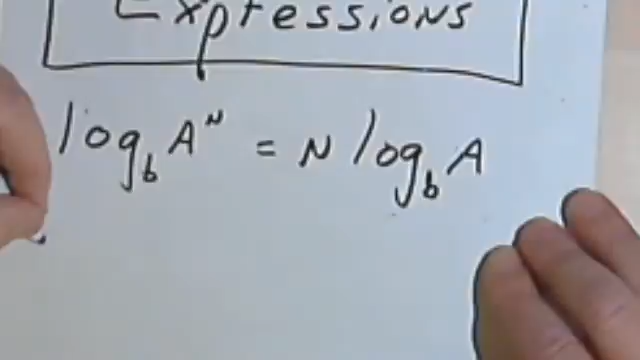 Expressions
log_b A^N = N log_b A